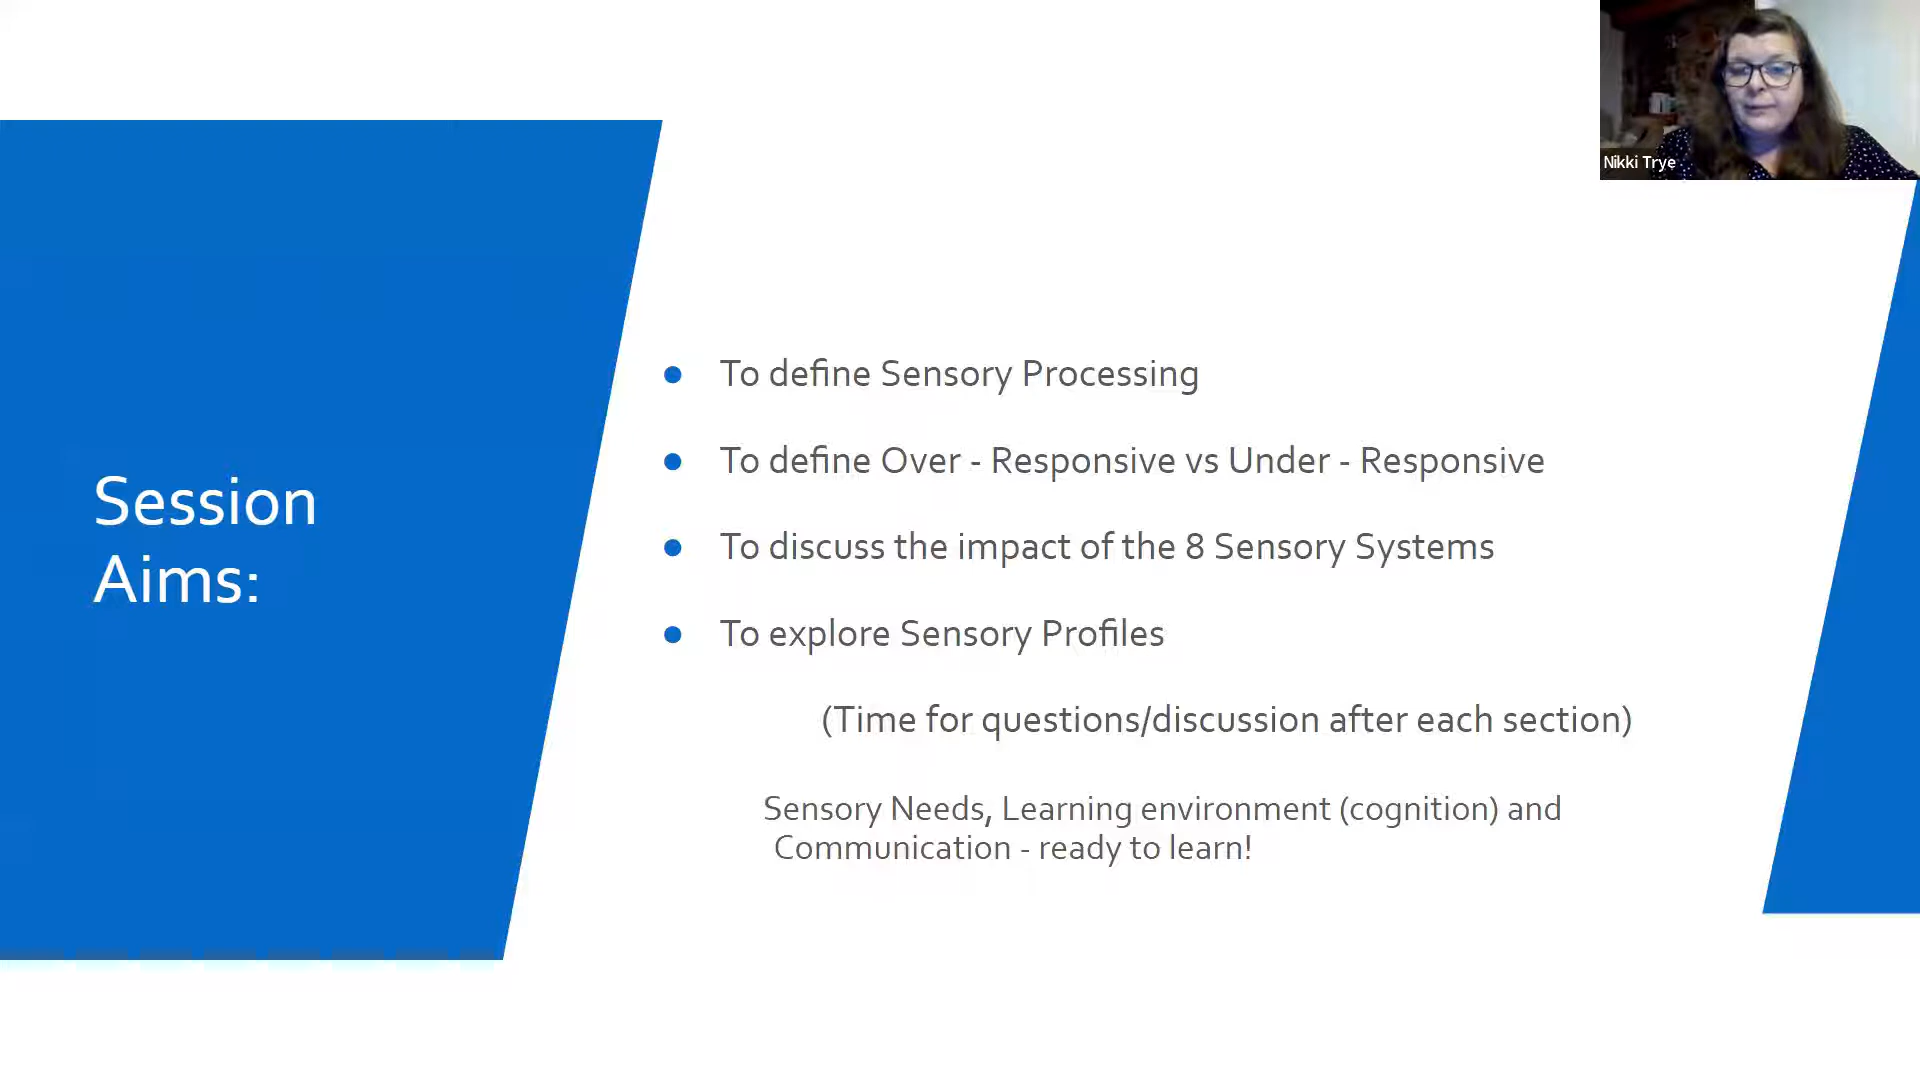 Nikki Trye
Session
Aims:
● To define Sensory Processing
● To define Over - Responsive vs Under - Responsive
● To discuss the impact of the 8 Sensory Systems
● To explore Sensory Profiles
(Time for questions/discussion after each section)
Sensory Needs, Learning environment (cognition) and
Communication - ready to learn!